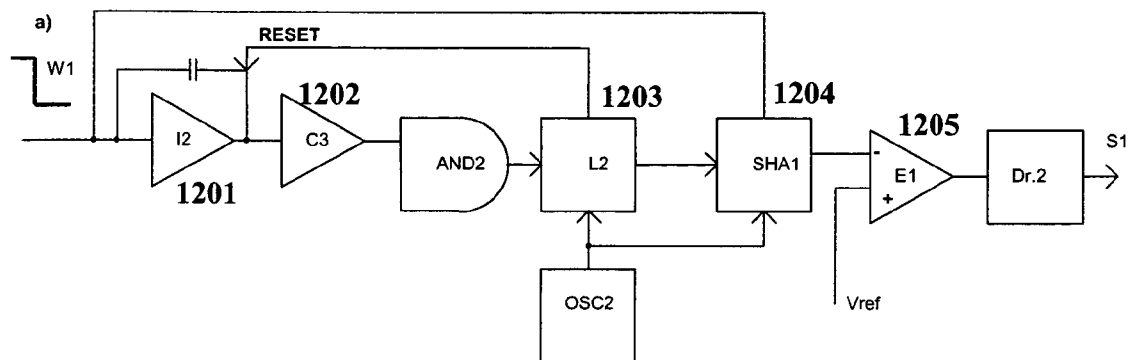 a)
W1
RESET
I2
1201
C3
1202
AND2
L2
1203
SHA1
1204
-
+
E1
1205
Dr.2
S1
OSC2
Vref